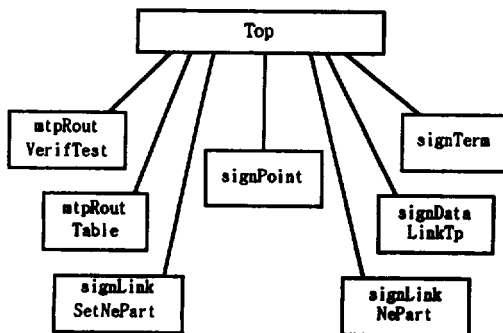 Top
mtpRout
VerifTest
signTerm
signPoint
mtpRout
Table
signData
LinkTp
signLink
SetNePart
signLink
NePart